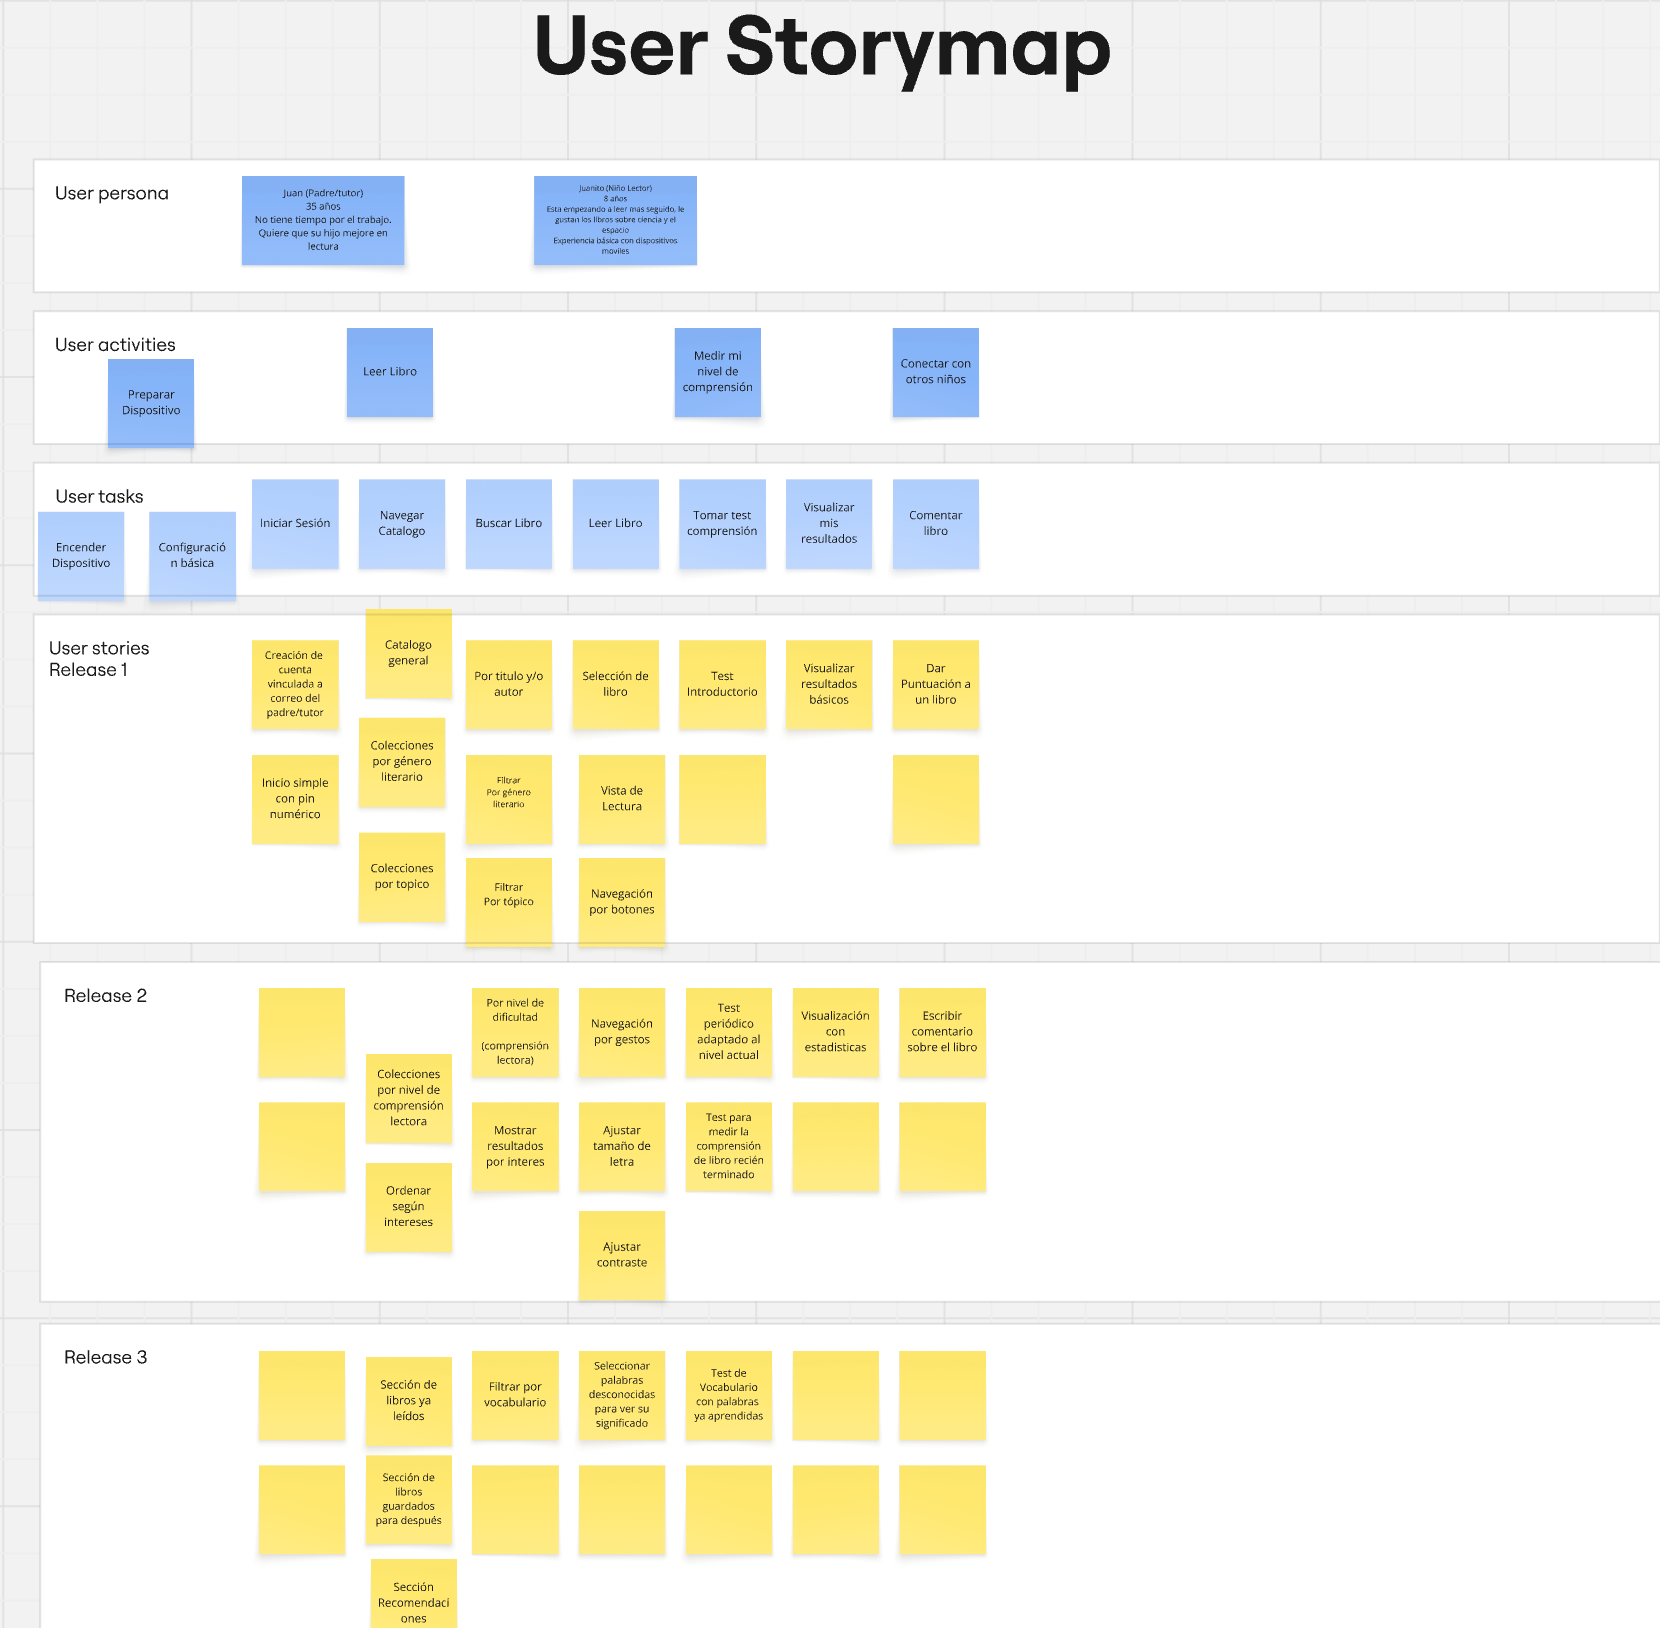 User Storymap
User persona
Juan (Padre/tutor)
35 años
No tiene tiempo por el trabajo.
Quiere que su hijo mejore en
lectura
Juanito (Niño Lector)
8 años
Esta empezando a leer mas seguido, le
gustan los libros sobre ciencia y el
espacio
Experiencia básica con dispositivos
moviles
User activities
Preparar
Dispositivo
Leer Libro
Medir mi
nivel de
comprensión
Conectar con
otros niños
User tasks
Encender
Dispositivo
Configuració
n básica
Iniciar Sesión
Navegar
Catalogo
Buscar Libro
Leer Libro
Tomar test
comprensión
Visualizar
mis
resultados
Comentar
libro
User stories
Release 1
Creación de
cuenta
vinculada a
correo del
padre/tutor
Catalogo
general
Por titulo y/o
autor
Selección de
libro
Test
Introductorio
Visualizar
resultados
básicos
Dar
Puntuación a
un libro
Inicio simple
con pin
numérico
Colecciones
por género
literario
Filtrar
Por género
literario
Vista de
Lectura
Colecciones
por topico
Filtrar
Por tópico
Navegación
por botones
Release 2
Por nivel de
dificultad
(comprensión
lectora)
Navegación
por gestos
Test
periódico
adaptado al
nivel actual
Visualización
con
estadisticas
Escribir
comentario
sobre el libro
Colecciones
por nivel de
comprensión
lectora
Mostrar
resultados
por interes
Ajustar
tamaño de
letra
Test para
medir la
comprensión
de libro recién
terminado
Ordenar
según
intereses
Ajustar
contraste
Release 3
Sección de
libros ya
leídos
Filtrar por
vocabulario
Seleccionar
palabras
desconocidas
para ver su
significado
Test de
Vocabulario
con palabras
ya aprendidas
Sección de
libros
guardados
para después
Sección
Recomendaci
ones